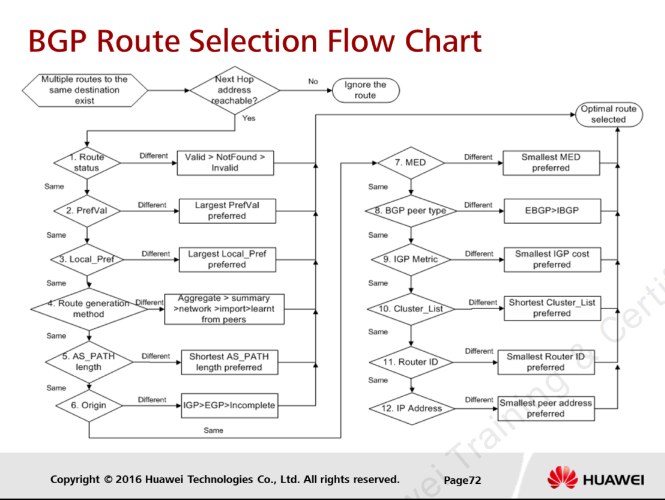 BGP Route Selection Flow Chart
Multiple routes to the
same destination
exist
Next Hop
address
reachable?
No
Ignore the
route
Yes
Optimal route
selected
1. Route
status
Different
Valid > NotFound >
Invalid
Same
2. PrefVal
Different
Largest PrefVal
preferred
Same
3. Local_Pref
Different
Largest Local_Pref
preferred
Same
4. Route generation
method
Different
Aggregate > summary
>network >import>learnt
from peers
Same
5. AS_PATH
length
Different
Shortest AS_PATH
length preferred
Same
6. Origin
Different
IGP>EGP>Incomplete
Same
7. MED
Different
Smallest MED
preferred
Same
8. BGP peer type
Different
EBGP>IBGP
Same
9. IGP Metric
Different
Smallest IGP cost
preferred
Same
10. Cluster_List
Different
Shortest Cluster_List
preferred
Same
11. Router ID
Different
Smallest Router ID
preferred
Same
12. IP Address
Different
Smallest peer address
preferred
Training &
Copyright © 2016 Huawei Technologies Co., Ltd. All rights reserved.
Page72
HUAWEI